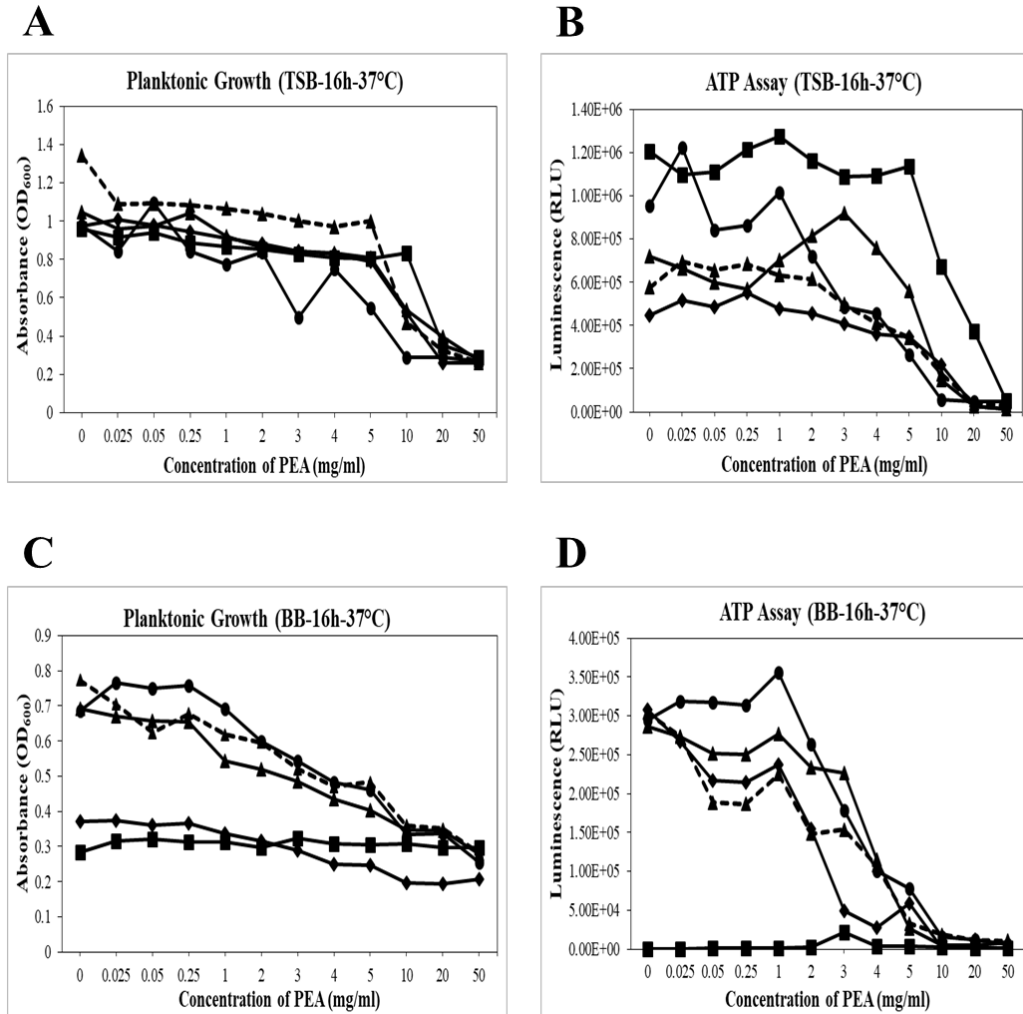 A
Planktonic Growth (TSB-16h-37°C)
Absorbance (OD600)
1.6
1.4
1.2
1
0.8
0.6
0.4
0.2
0
0 0.025 0.05 0.25 1 2 3 4 5 10 20 50
Concentration of PEA (mg/ml)
B
ATP Assay (TSB-16h-37°C)
Luminescence (RLU)
1.40E+06
1.20E+06
1.00E+06
8.00E+05
6.00E+05
4.00E+05
2.00E+05
0.00E+00
0 0.025 0.05 0.25 1 2 3 4 5 10 20 50
Concentration of PEA (mg/ml)
C
Planktonic Growth (BB-16h-37°C)
Absorbance (OD600)
0.9
0.8
0.7
0.6
0.5
0.4
0.3
0.2
0.1
0
0 0.025 0.05 0.25 1 2 3 4 5 10 20 50
Concentration of PEA (mg/ml)
D
ATP Assay (BB-16h-37°C)
Luminescence (RLU)
4.00E+05
3.50E+05
3.00E+05
2.50E+05
2.00E+05
1.50E+05
1.00E+05
5.00E+04
0.00E+00
0 0.025 0.05 0.25 1 2 3 4 5 10 20 50
Concentration of PEA (mg/ml)